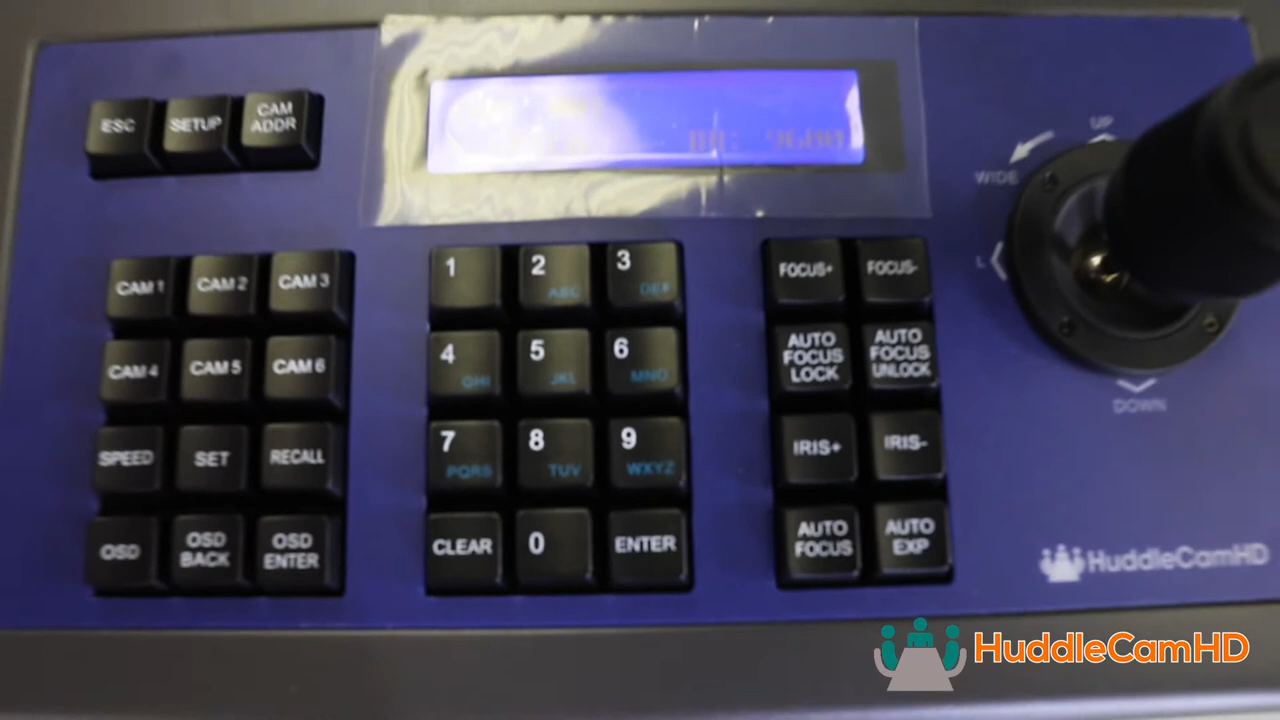 ESC
SETUP
CAM
ADDR
UP
WIDE
L
DOWN
CAM 1
CAM 2
CAM 3
CAM 4
CAM 5
CAM 6
SPEED
SET
RECALL
OSD
OSD
BACK
OSD
ENTER
1
2
ABC
3
DEF
4
GHI
5
JKL
6
MNO
7
PQRS
8
TUV
9
WXYZ
CLEAR
0
ENTER
FOCUS+
FOCUS-
AUTO
FOCUS
LOCK
AUTO
FOCUS
UNLOCK
IRIS+
IRIS-
AUTO
FOCUS
AUTO
EXP
HuddleCamHD
HuddleCamHD